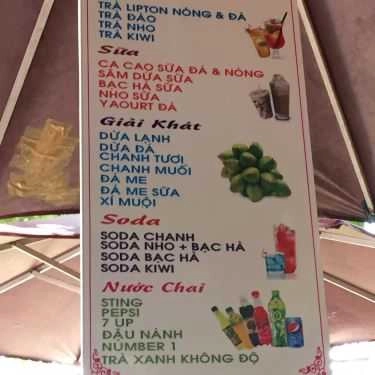 TRÀ LIPTON NÓNG & ĐÁ
TRÀ ĐÀO
TRÀ NHO
TRÀ KIWI
Sữa
CA CAO SỮA ĐÁ & NÓNG
SÂM DỨA SỮA
BẠC HÀ SỮA
NHO SỮA
YAOURT ĐÁ
Giải Khát
DỪA LẠNH
DỪA ĐÁ
CHANH TƯƠI
CHANH MUỐI
ĐÁ ME
ĐÁ ME SỮA
XÍ MUỘI
Soda
SODA CHANH
SODA NHO + BẠC HÀ
SODA BẠC HÀ
SODA KIWI
Nước Chai
STING
PEPSI
7 UP
ĐẬU NÀNH
NUMBER 1
TRÀ XANH KHÔNG ĐỘ